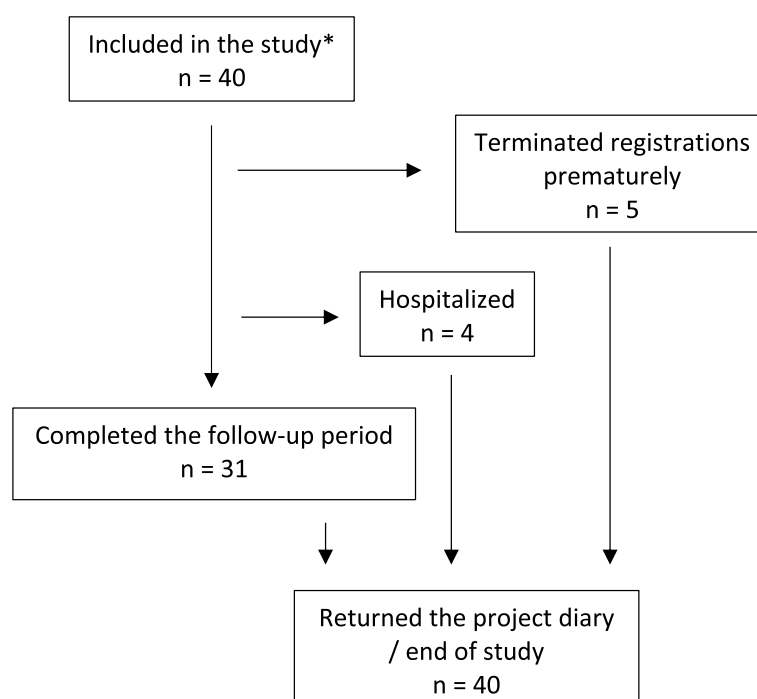 Included in the study*
n = 40
Terminated registrations
prematurely
n = 5
Hospitalized
n = 4
Completed the follow-up period
n = 31
Returned the project diary
/ end of study
n = 40